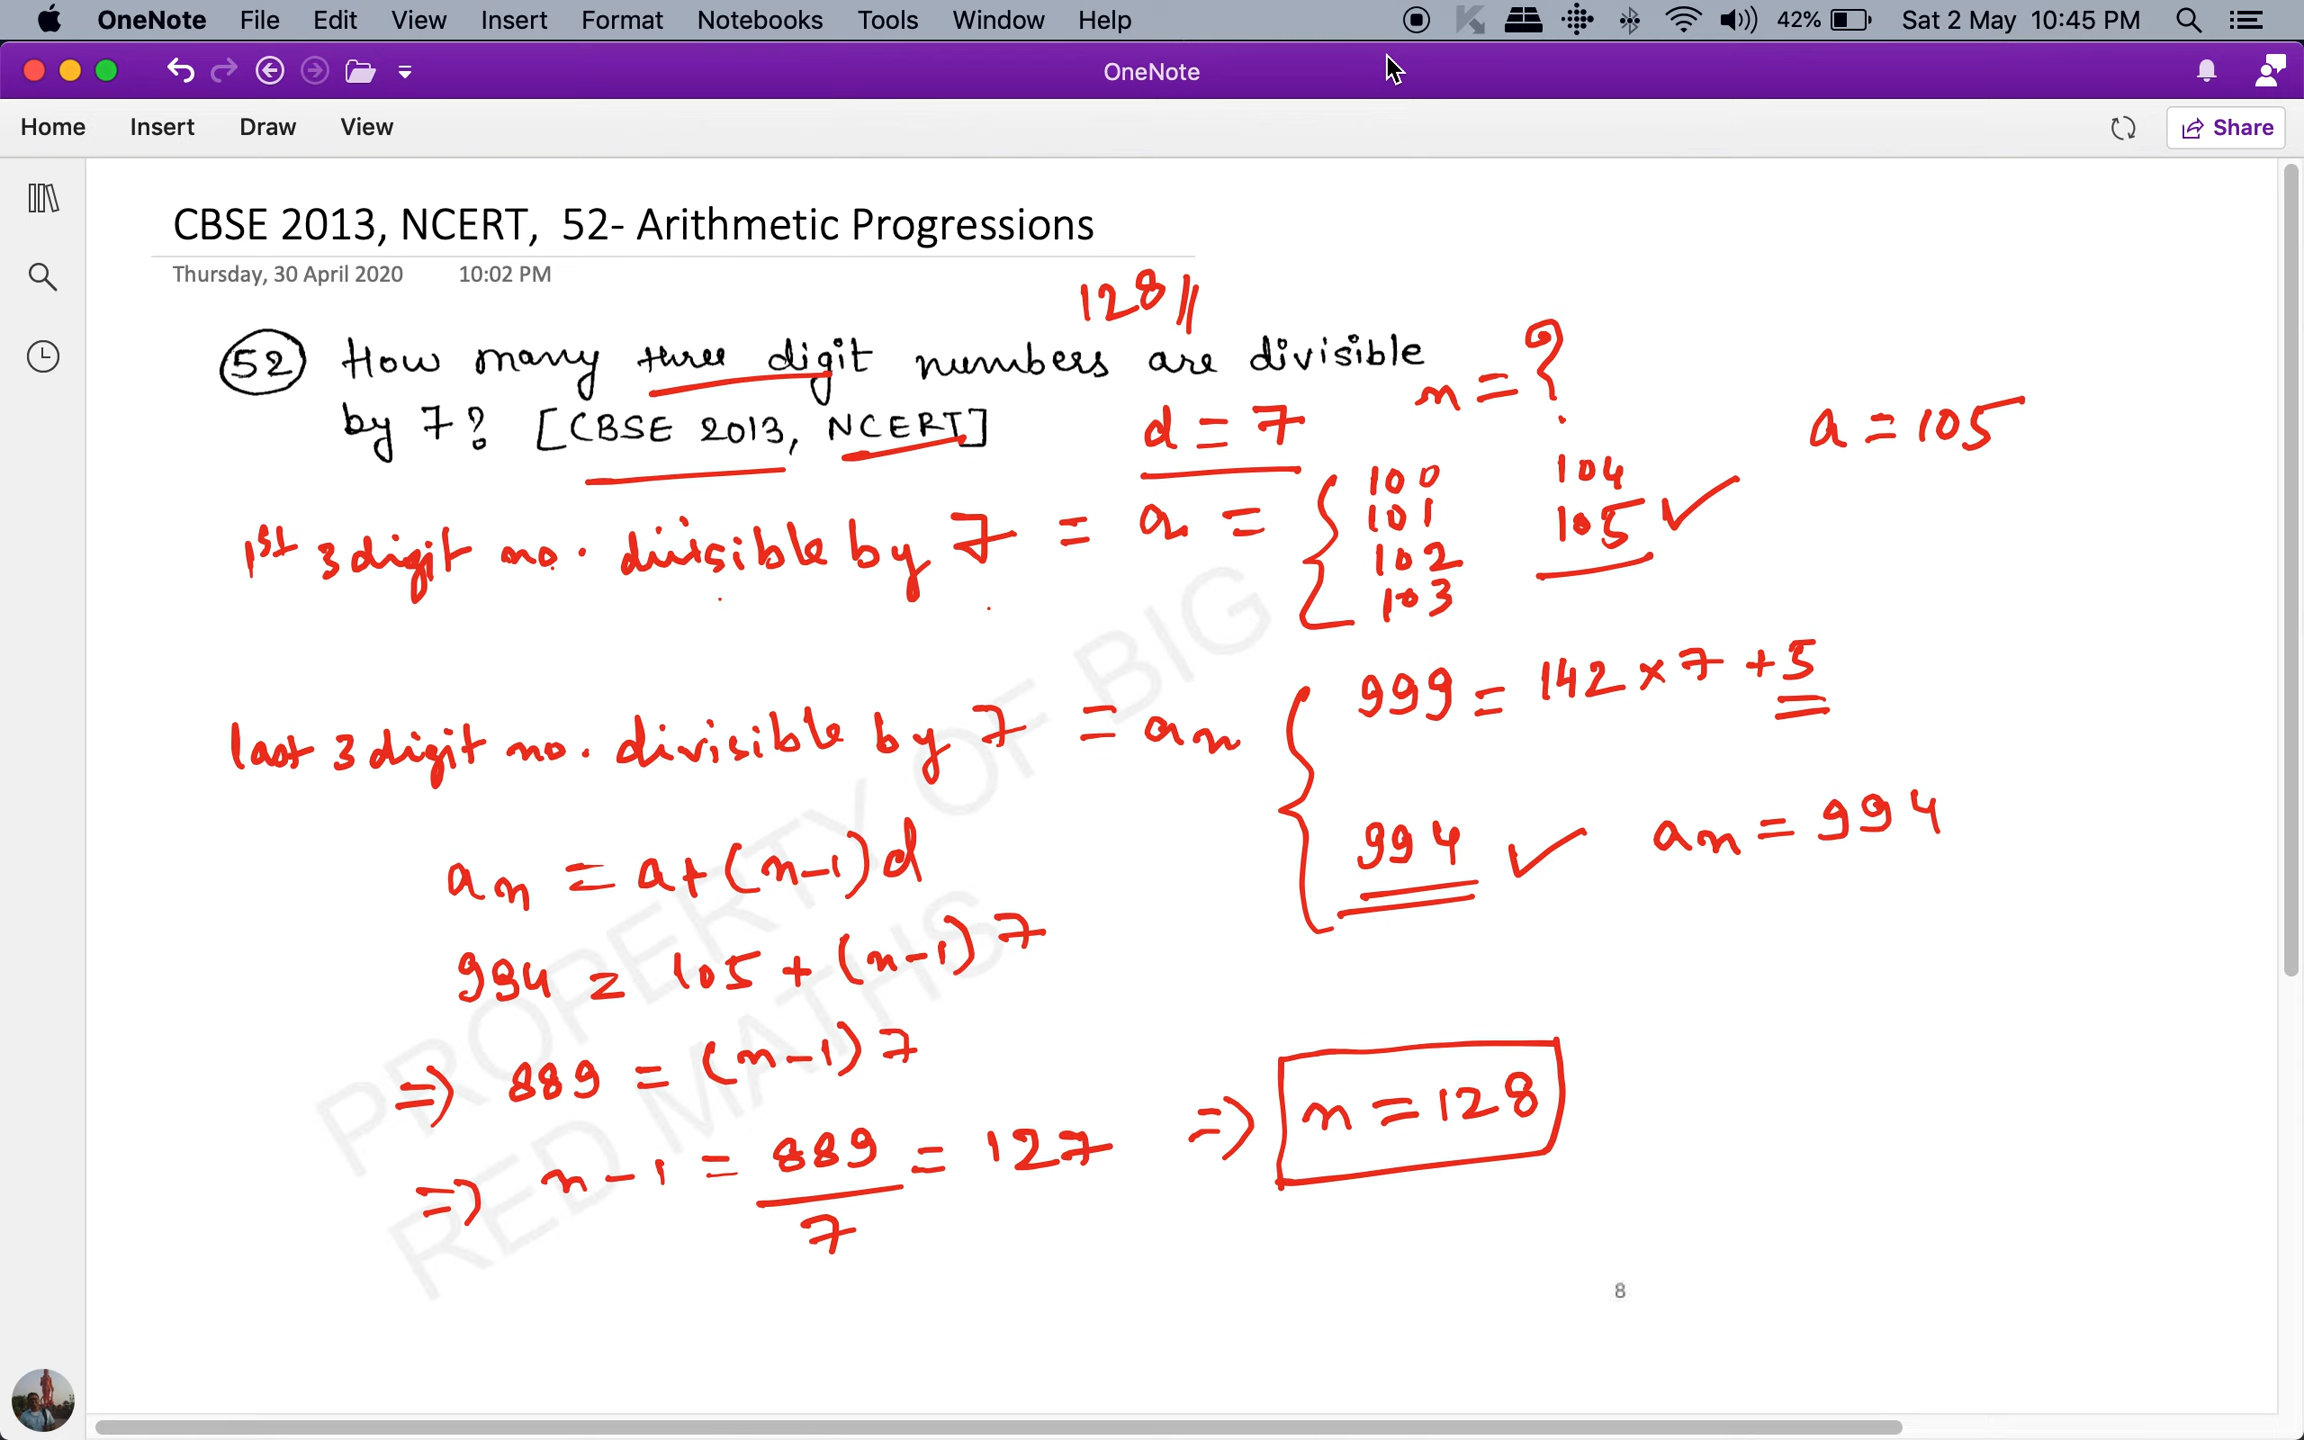 OneNote File Edit View Insert Format Notebooks Tools Window Help 42% Sat 2 May 10:45 PM
OneNote
Home Insert Draw View Share
CBSE 2013, NCERT, 52- Arithmetic Progressions
Thursday, 30 April 2020 10:02 PM
128
52 How many three digit numbers are divisible
n = ?
by 7? [CBSE 2013, NCERT] d = 7
a = 105
1st 3 digit no. divisible by 7 = a = { 100 104
101 105 ✓
102
103
last 3 digit no. divisible by 7 = an { 999 = 142 × 7 + 5
994 ✓ an = 994
an = a + (n-1) d
994 = 105 + (n-1) 7
⇒ 889 = (n-1) 7
⇒ n-1 = 889/7 = 127 ⇒ n = 128
PROPERTY OF BIG
RED MATHS
8